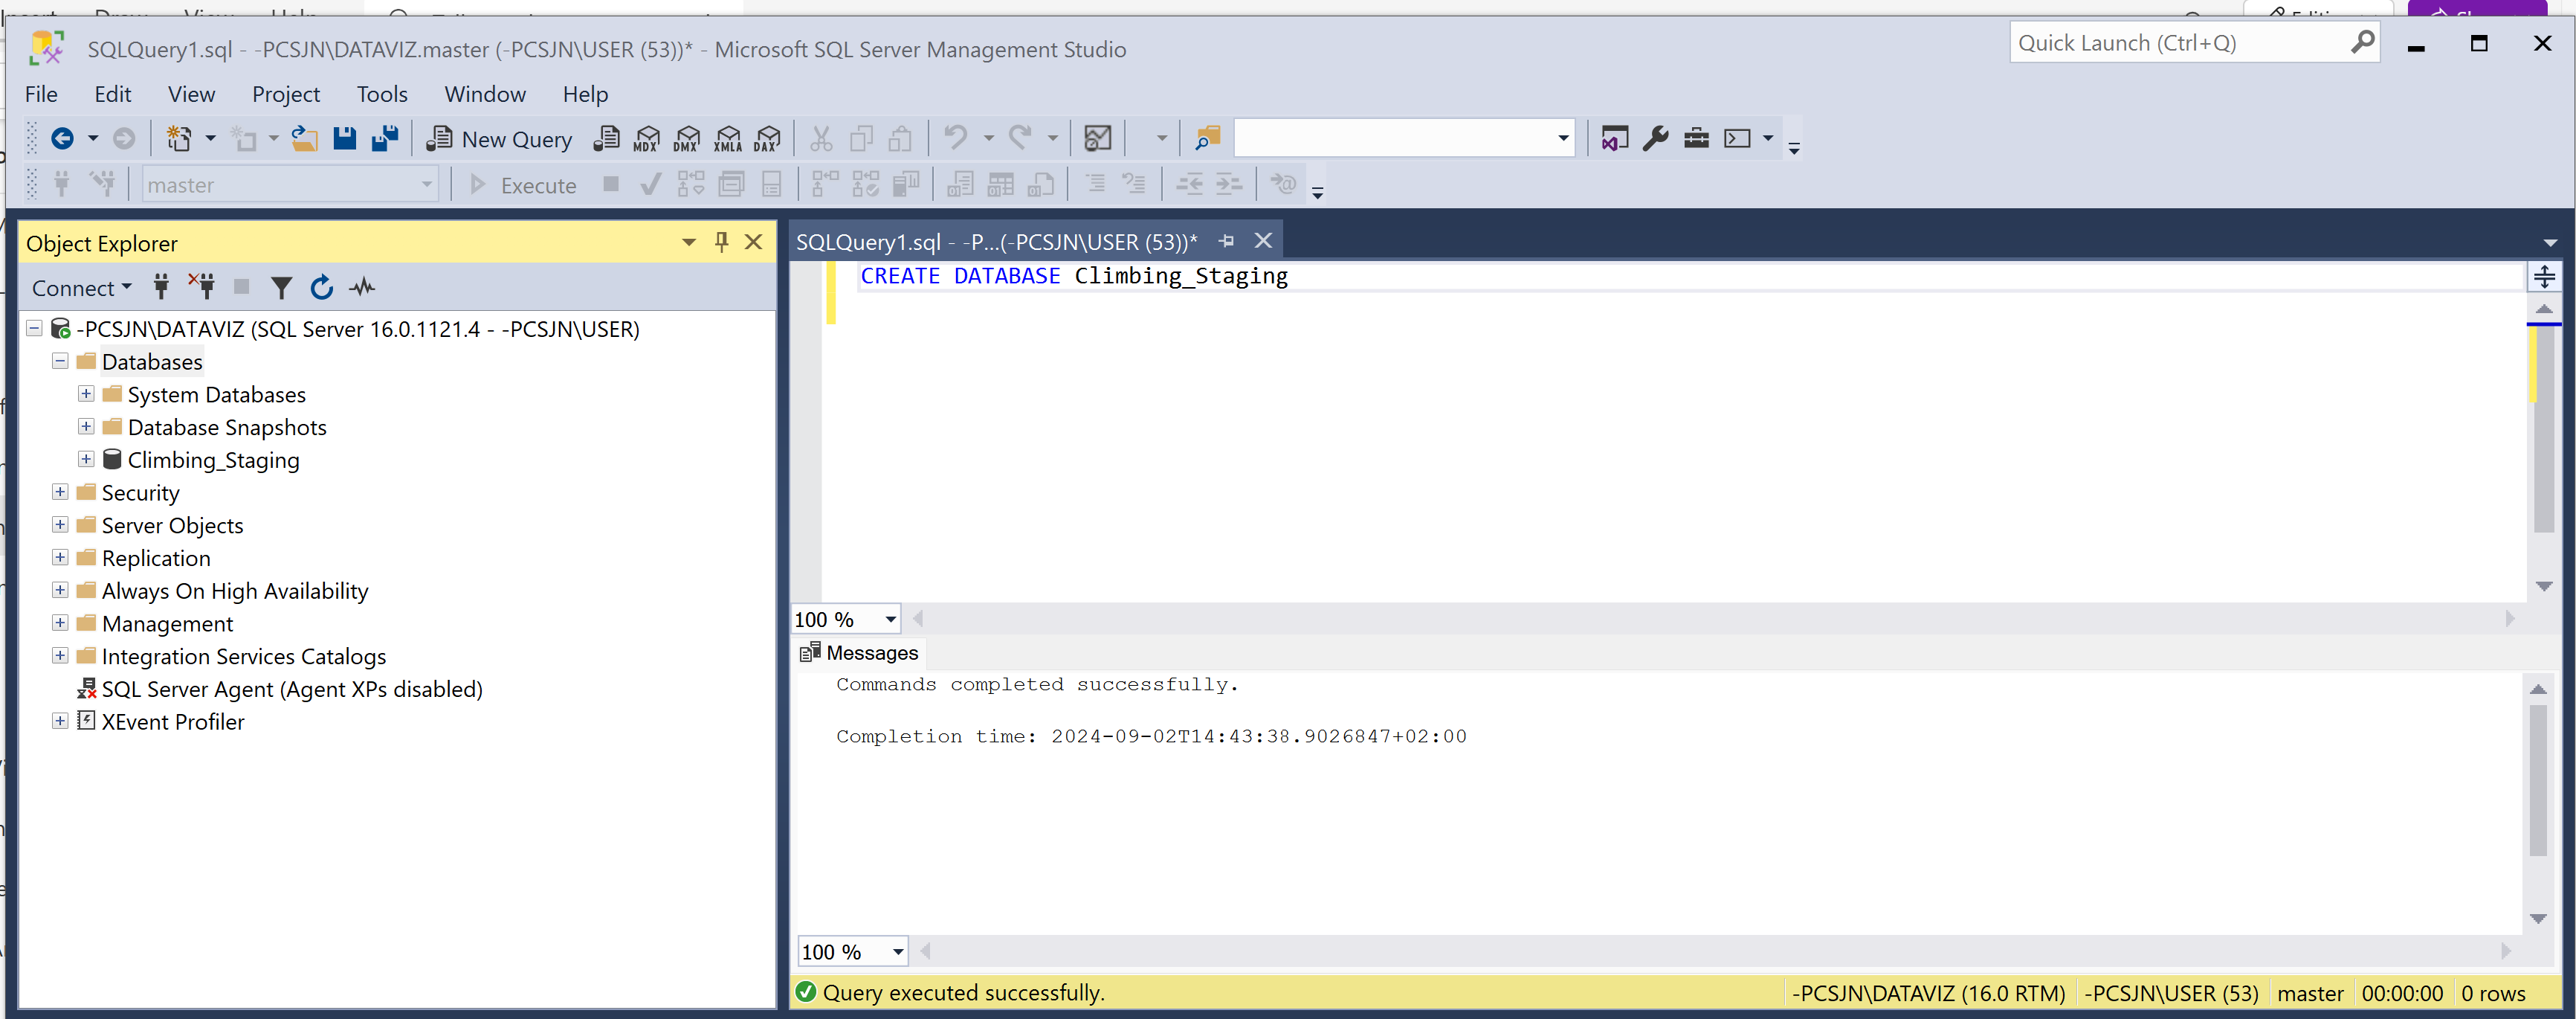 SQLQuery1.sql - -PCSJN\DATAVIZ.master (-PCSJN\USER (53))* - Microsoft SQL Server Management Studio
Quick Launch (Ctrl+Q)
File Edit View Project Tools Window Help
New Query MDX DMX XMLA DAX
master Execute
Object Explorer
Connect
-PCSJN\DATAVIZ (SQL Server 16.0.1121.4 - -PCSJN\USER)
Databases
System Databases
Database Snapshots
Climbing_Staging
Security
Server Objects
Replication
Always On High Availability
Management
Integration Services Catalogs
SQL Server Agent (Agent XPs disabled)
XEvent Profiler
SQLQuery1.sql - -P...(-PCSJN\USER (53))*
CREATE DATABASE Climbing_Staging
100 %
Messages
Commands completed successfully.
Completion time: 2024-09-02T14:43:38.9026847+02:00
100 %
Query executed successfully. -PCSJN\DATAVIZ (16.0 RTM) -PCSJN\USER (53) master 00:00:00 0 rows